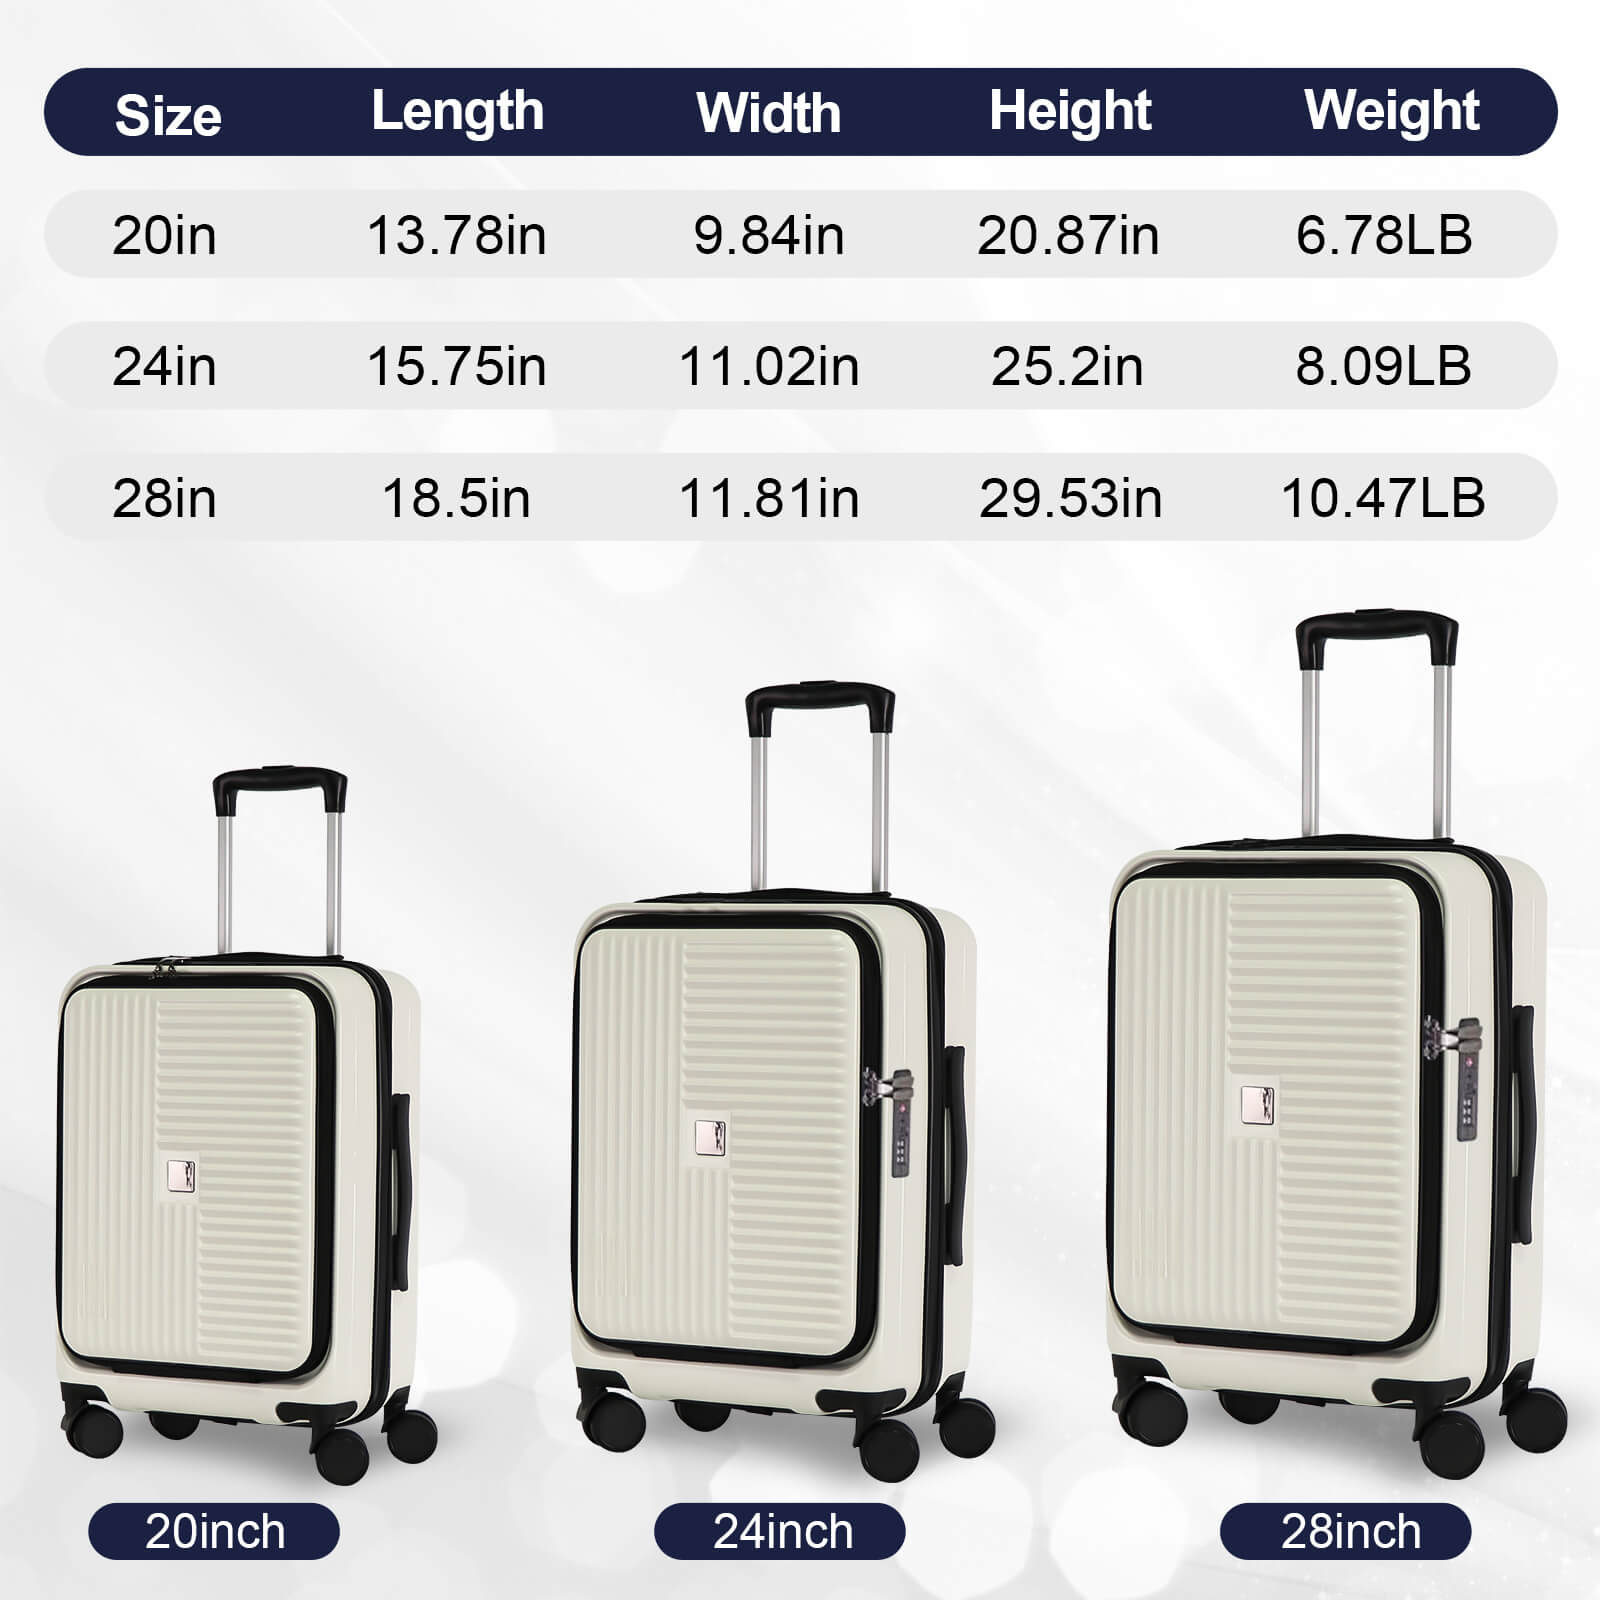 Size Length Width Height Weight
20in 13.78in 9.84in 20.87in 6.78LB
24in 15.75in 11.02in 25.2in 8.09LB
28in 18.5in 11.81in 29.53in 10.47LB
20inch 24inch 28inch